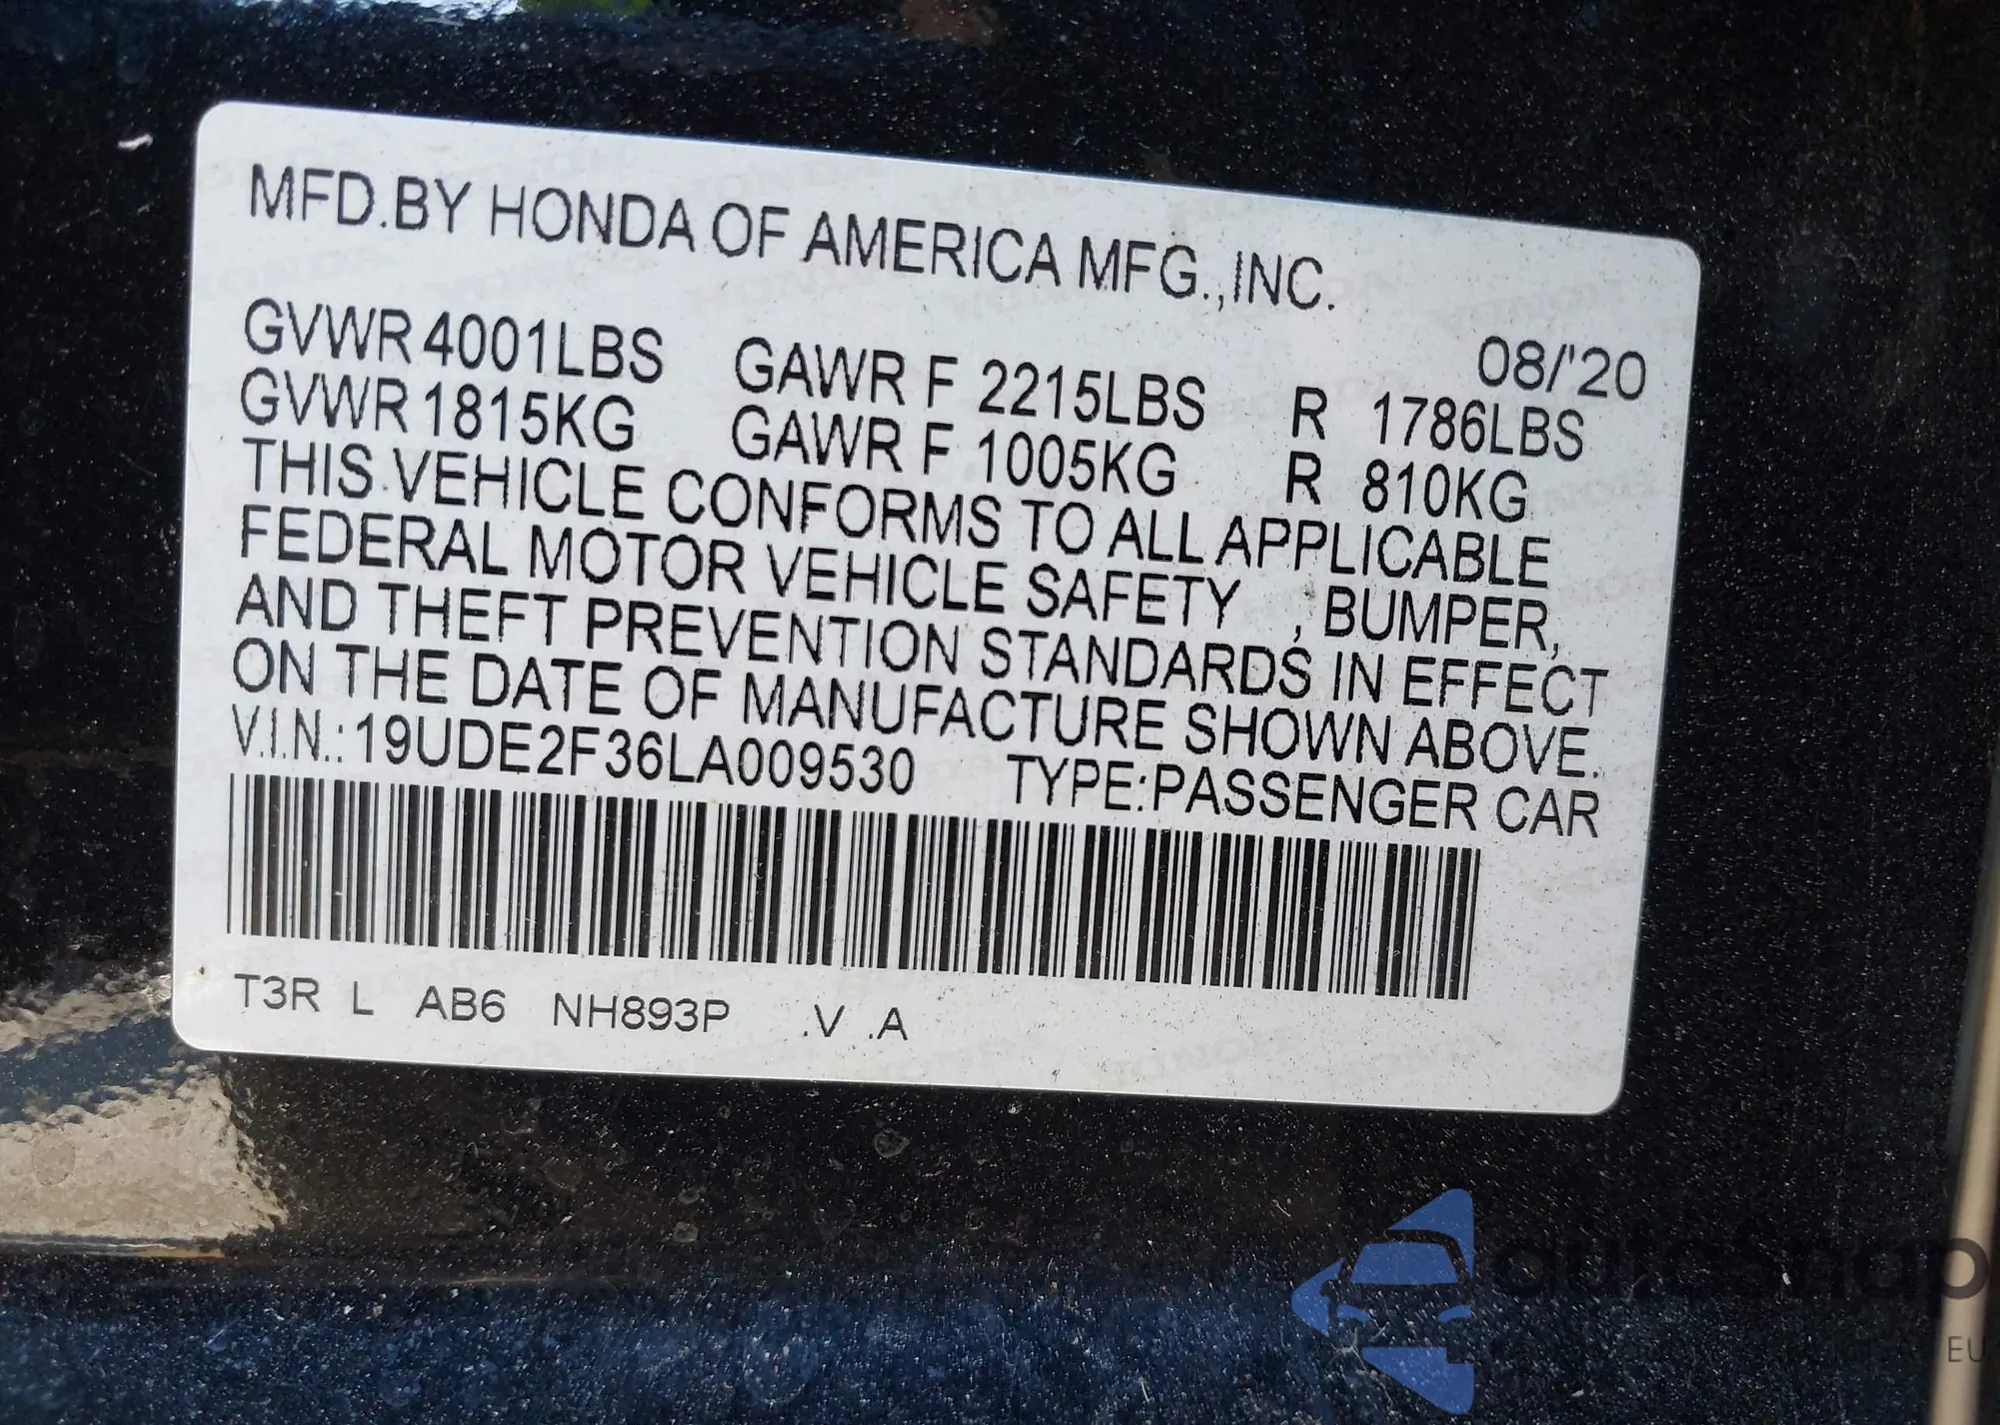 MFD.BY HONDA OF AMERICA MFG.,INC.
08/'20
GVWR 4001LBS GAWR F 2215LBS R 1786LBS
GVWR 1815KG GAWR F 1005KG R 810KG
THIS VEHICLE CONFORMS TO ALL APPLICABLE
FEDERAL MOTOR VEHICLE SAFETY , BUMPER,
AND THEFT PREVENTION STANDARDS IN EFFECT
ON THE DATE OF MANUFACTURE SHOWN ABOVE.
V.I.N.:19UDE2F36LA009530 TYPE:PASSENGER CAR
T3R L AB6 NH893P .V .A
autosnap
EU